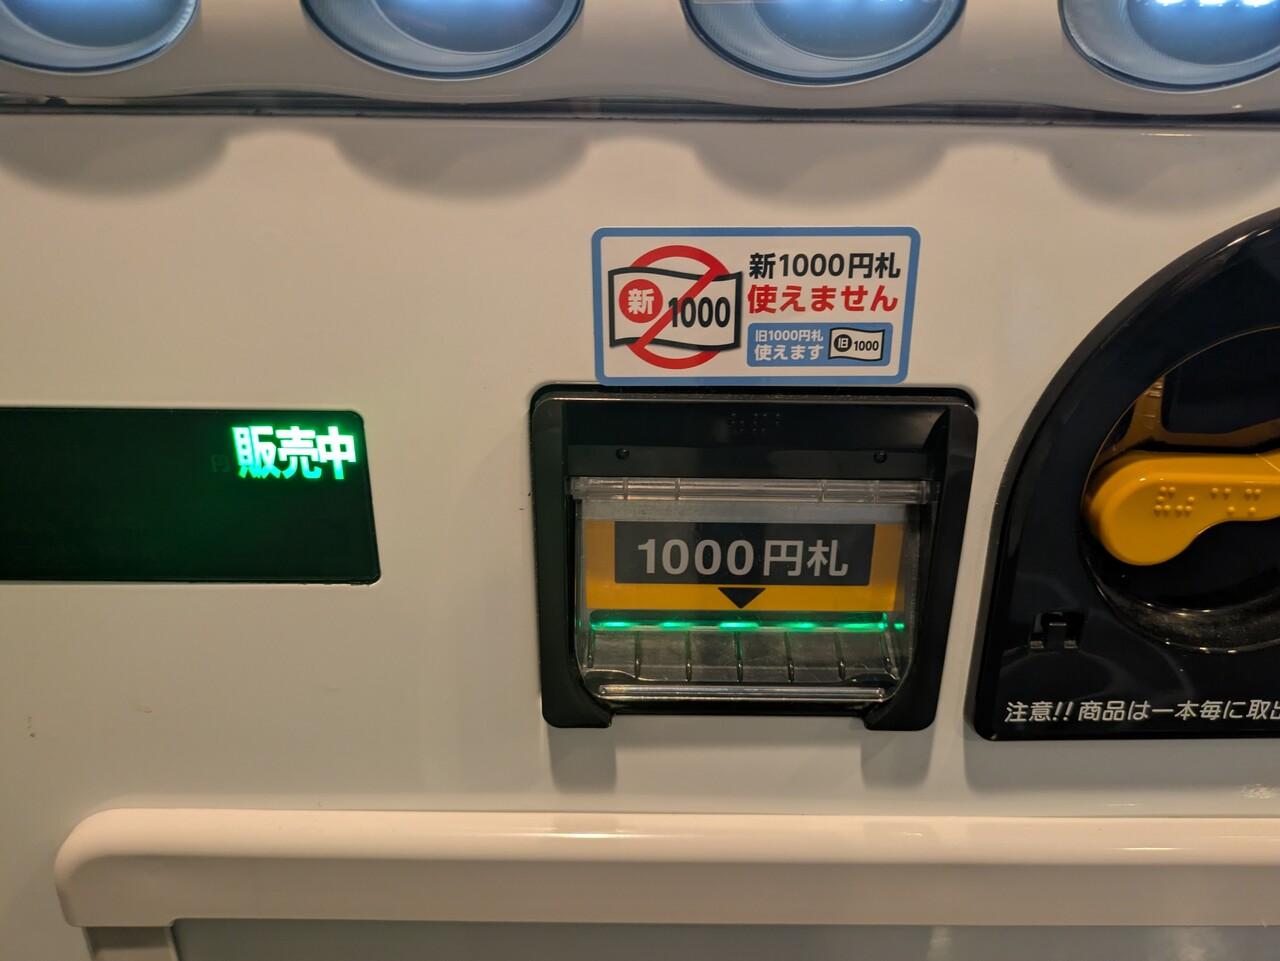 新1000円札
使えません
新 1000
旧1000円札
使えます
旧 1000
販売中
1000円札
注意!!商品は一本毎に取出